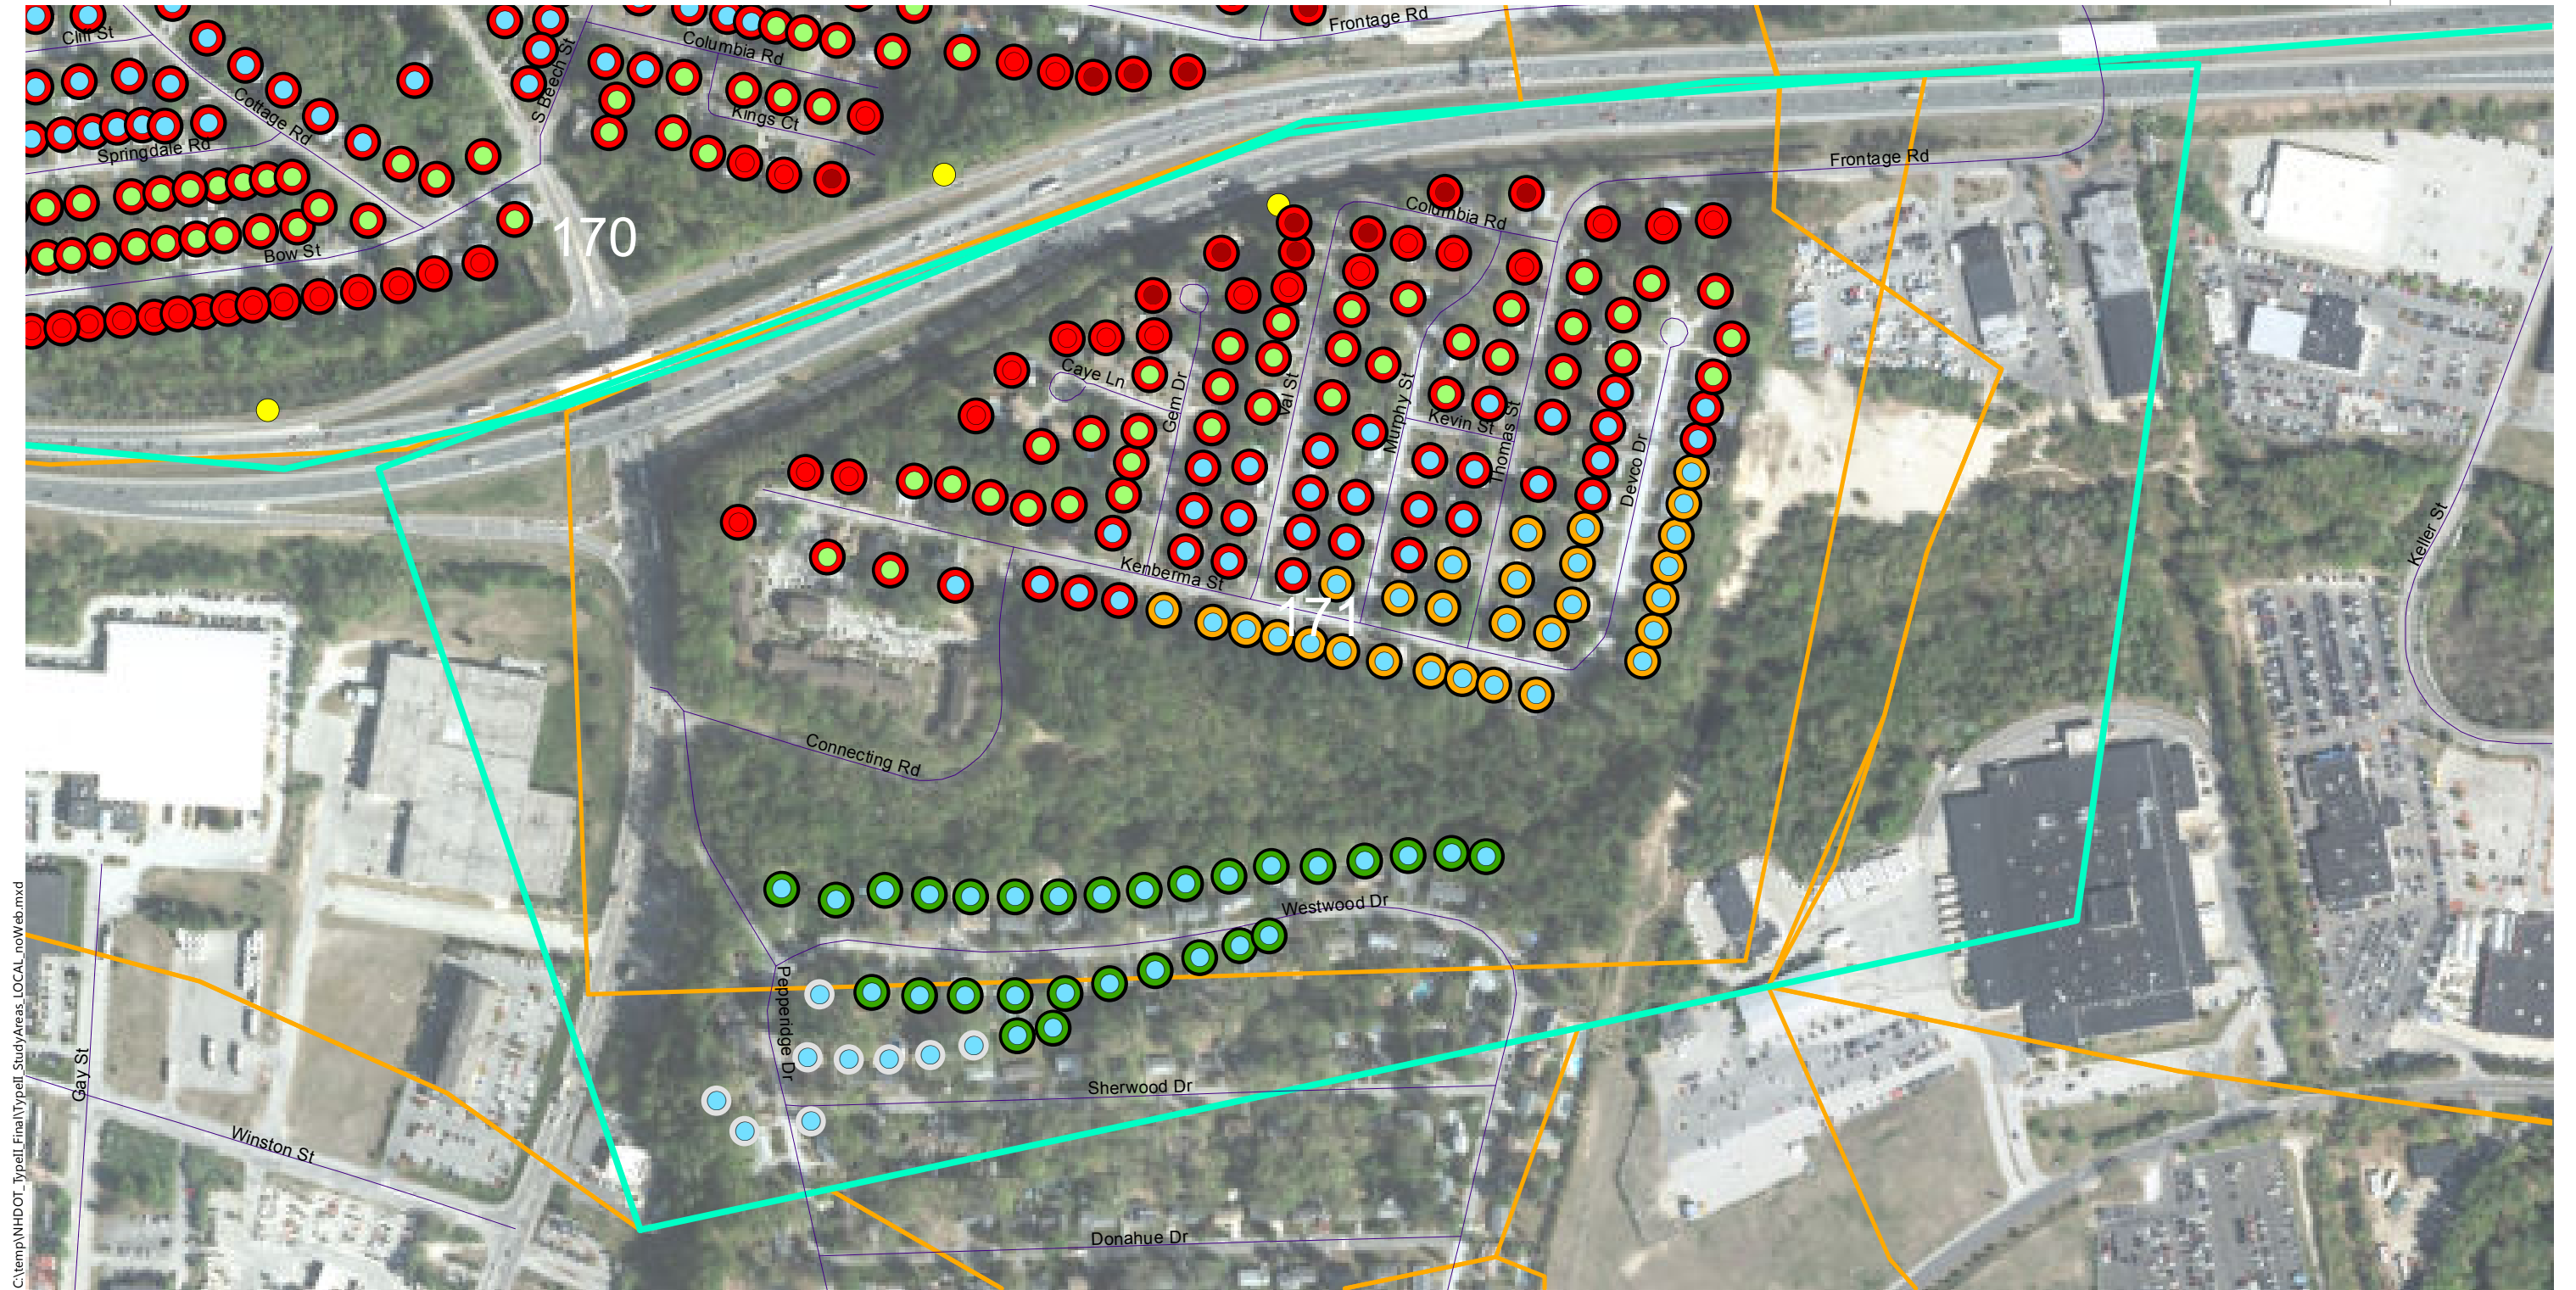 Frontage Rd
Cliff St
Columbia Rd
S Beech St
Cottage Rd
Kings Ct
Springdale Rd
Frontage Rd
Columbia Rd
170
Bow St
Cave Ln
Gem Dr
Val St
Murphy St
Kevin St
Thomas St
Devco Dr
Keller St
Kenberma St
171
Connecting Rd
Westwood Dr
Pepperidge Dr
Gay St
Sherwood Dr
Winston St
Donahue Dr
C:\temp\NHDOT_TypeII_Final\TypeII_StudyAreas_LOCAL_noWeb.mxd